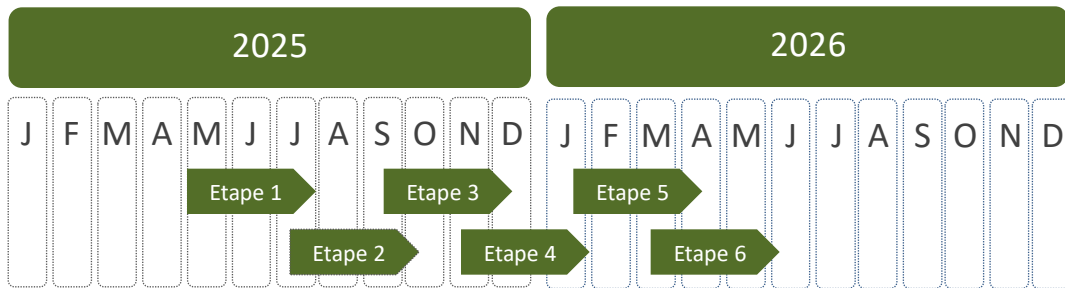 2025 2026
J F M A M J J A S O N D J F M A M J J A S O N D
Etape 1 Etape 3 Etape 5
Etape 2 Etape 4 Etape 6